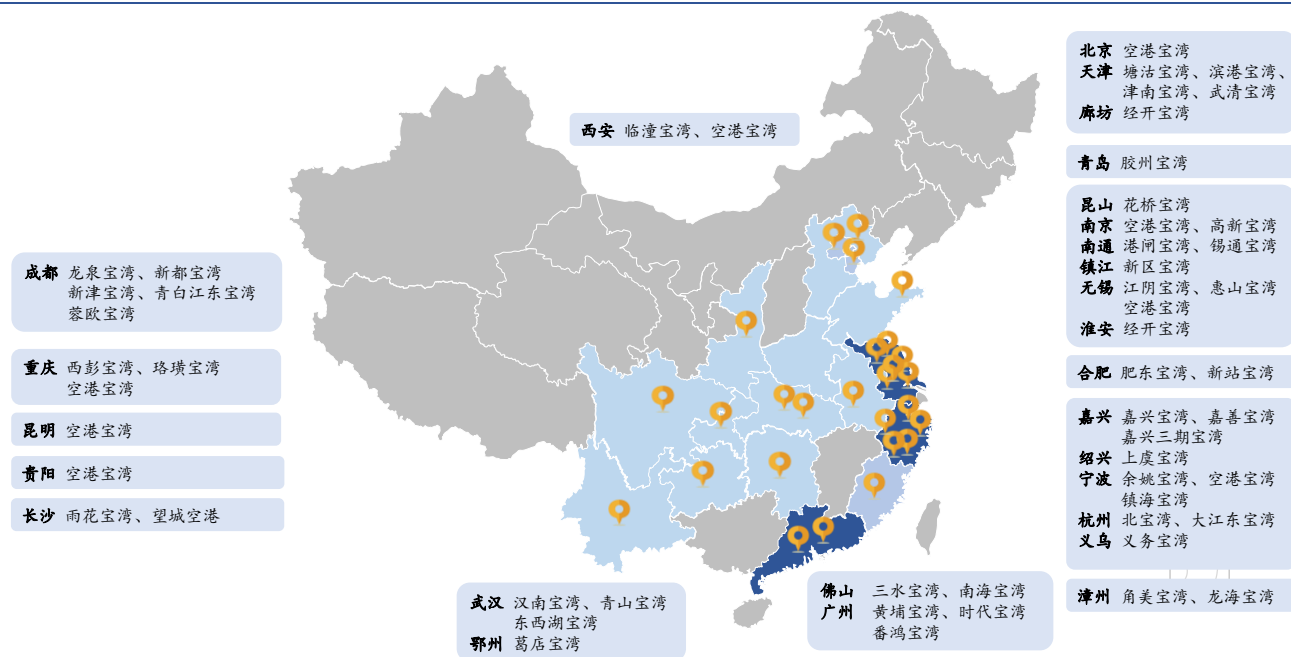 西安 临潼宝湾、空港宝湾
成都 龙泉宝湾、新都宝湾
新津宝湾、青白江东宝湾
蓉欧宝湾
重庆 西彭宝湾、珞璜宝湾
空港宝湾
昆明 空港宝湾
贵阳 空港宝湾
长沙 雨花宝湾、望城空港
武汉 汉南宝湾、青山宝湾
东西湖宝湾
鄂州 葛店宝湾
佛山 三水宝湾、南海宝湾
广州 黄埔宝湾、时代宝湾
番鸿宝湾
北京 空港宝湾
天津 塘沽宝湾、滨港宝湾、
津南宝湾、武清宝湾
廊坊 经开宝湾
青岛 胶州宝湾
昆山 花桥宝湾
南京 空港宝湾、高新宝湾
南通 港闸宝湾、锡通宝湾
镇江 新区宝湾
无锡 江阴宝湾、惠山宝湾
空港宝湾
淮安 经开宝湾
合肥 肥东宝湾、新站宝湾
嘉兴 嘉兴宝湾、嘉善宝湾
嘉兴三期宝湾
绍兴 上虞宝湾
宁波 余姚宝湾、空港宝湾
镇海宝湾
杭州 北宝湾、大江东宝湾
义乌 义务宝湾
漳州 角美宝湾、龙海宝湾